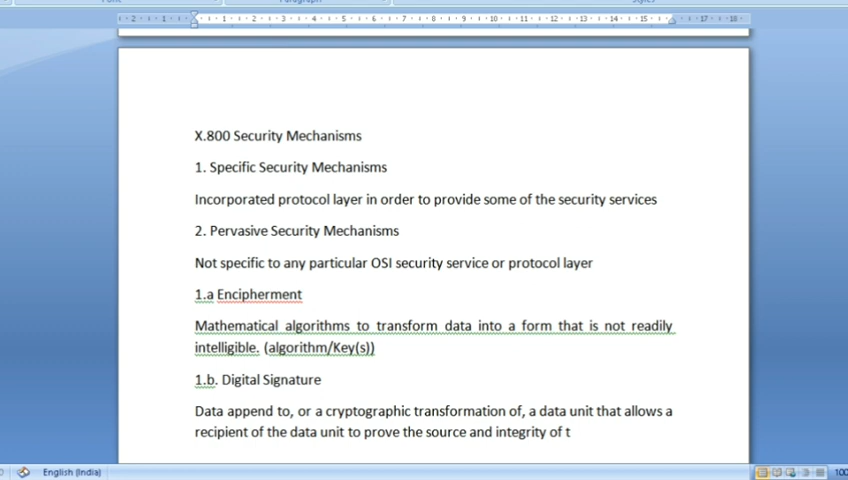 X.800 Security Mechanisms
1. Specific Security Mechanisms
Incorporated protocol layer in order to provide some of the security services
2. Pervasive Security Mechanisms
Not specific to any particular OSI security service or protocol layer
1.a Encipherment
Mathematical algorithms to transform data into a form that is not readily
intelligible. (algorithm/Key(s))
1.b. Digital Signature
Data append to, or a cryptographic transformation of, a data unit that allows a
recipient of the data unit to prove the source and integrity of t
English (India)
100